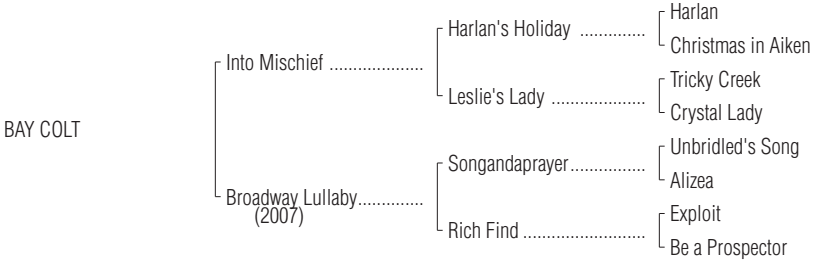 Harlan
Harlan's Holiday ..............
Christmas in Aiken
Into Mischief ....................
Tricky Creek
Leslie's Lady ....................
Crystal Lady
BAY COLT
Unbridled's Song
Songandaprayer................
Alizea
Broadway Lullaby..............
(2007)
Exploit
Rich Find ..........................
Be a Prospector